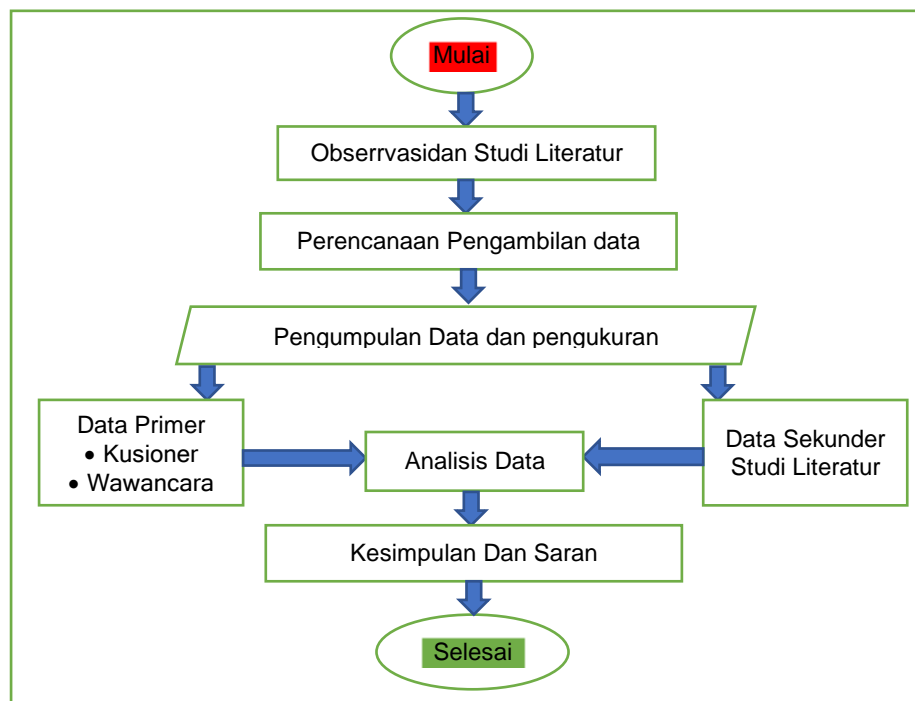 Mulai
Obserrvasidan Studi Literatur
Perencanaan Pengambilan data
Pengumpulan Data dan pengukuran
Data Primer
• Kusioner
• Wawancara
Analisis Data
Data Sekunder
Studi Literatur
Kesimpulan Dan Saran
Selesai